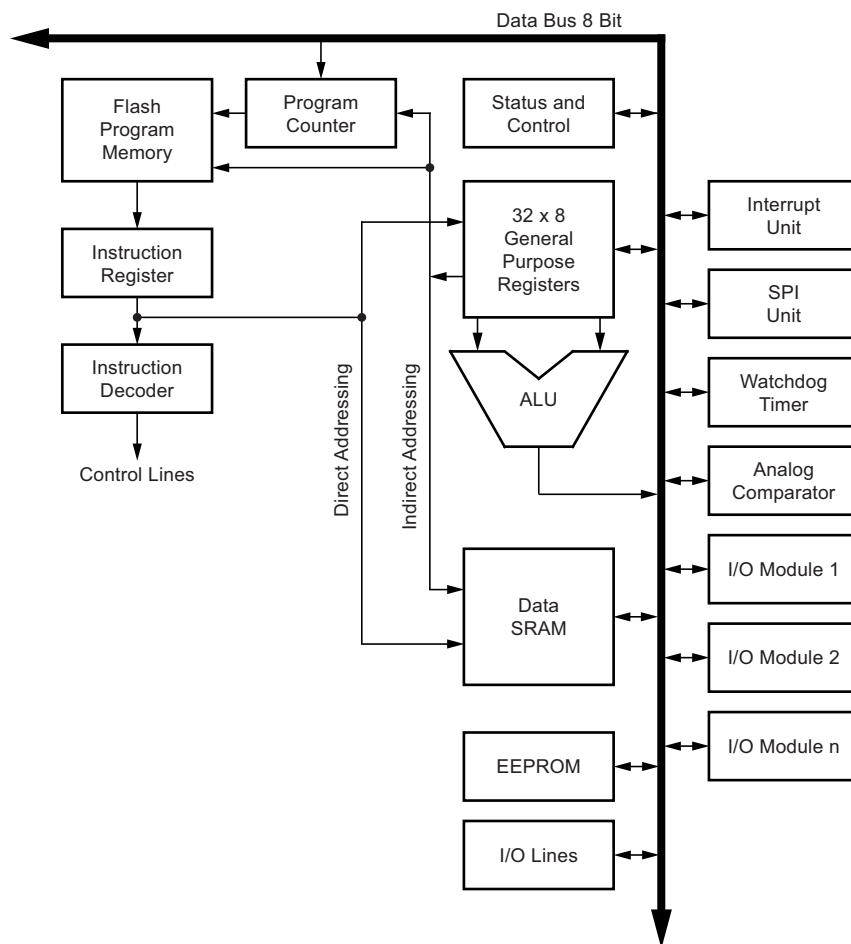 Data Bus 8 Bit
Flash
Program
Memory
Program
Counter
Status and
Control
32 x 8
General
Purpose
Registers
Interrupt
Unit
Instruction
Register
SPI
Unit
Instruction
Decoder
ALU
Watchdog
Timer
Control Lines
Direct Addressing
Indirect Addressing
Analog
Comparator
Data
SRAM
I/O Module 1
I/O Module 2
EEPROM
I/O Module n
I/O Lines